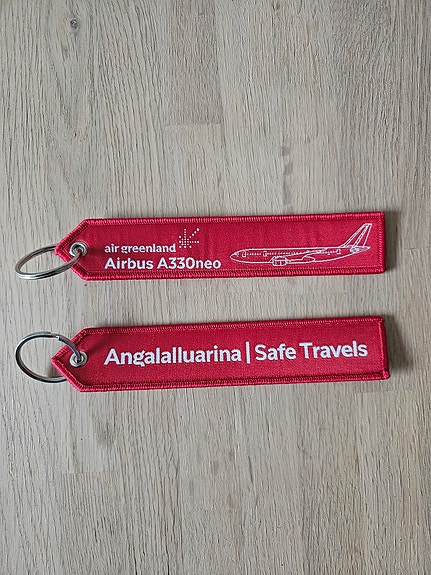 air greenland
Airbus A330neo
Angalalluarina | Safe Travels